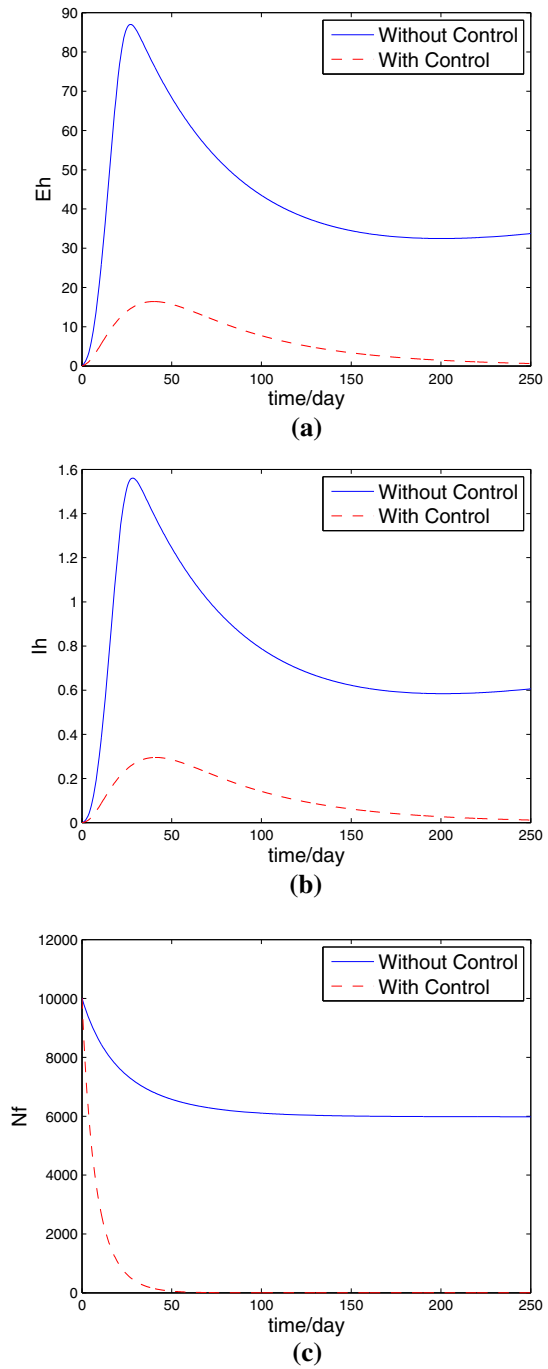 90
80
70
60
50
40
30
20
10
0
Eh
Without Control
With Control
0 50 100 150 200 250
time/day
(a)
1.6
1.4
1.2
1
0.8
0.6
0.4
0.2
0
Ih
Without Control
With Control
0 50 100 150 200 250
time/day
(b)
12000
10000
8000
6000
4000
2000
0
Nf
Without Control
With Control
0 50 100 150 200 250
time/day
(c)